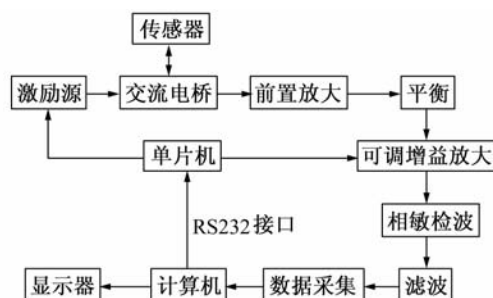 传感器
激励源
交流电桥
前置放大
平衡
单片机
可调增益放大
相敏检波
RS232接口
显示器
计算机
数据采集
滤波